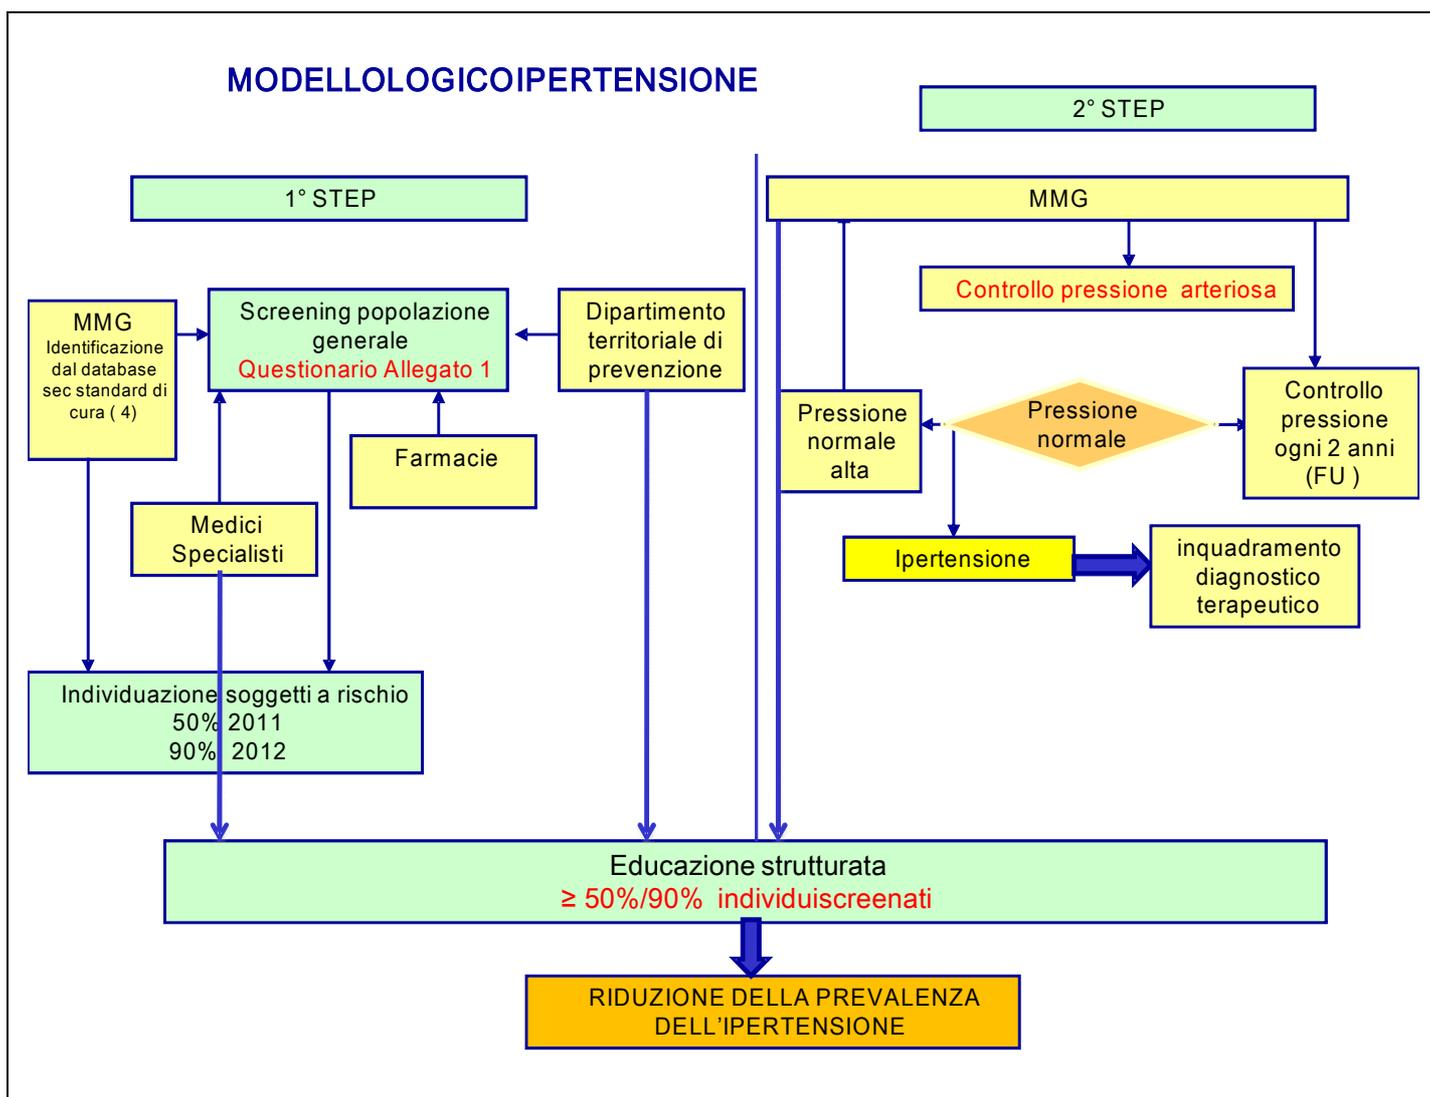 MODELLOLOGICOIPERTENSIONE
1° STEP
MMG
Identificazione
dal database
sec standard di
cura ( 4)
Screening popolazione
generale
Questionario Allegato 1
Dipartimento
territoriale di
prevenzione
Farmacie
Medici
Specialisti
Individuazione soggetti a rischio
50% 2011
90% 2012
2° STEP
MMG
Controllo pressione arteriosa
Pressione
normale
alta
Pressione
normale
Controllo
pressione
ogni 2 anni
(FU )
Ipertensione
inquadramento
diagnostico
terapeutico
Educazione strutturata
≥ 50%/90% individuiscreenati
RIDUZIONE DELLA PREVALENZA
DELL'IPERTENSIONE